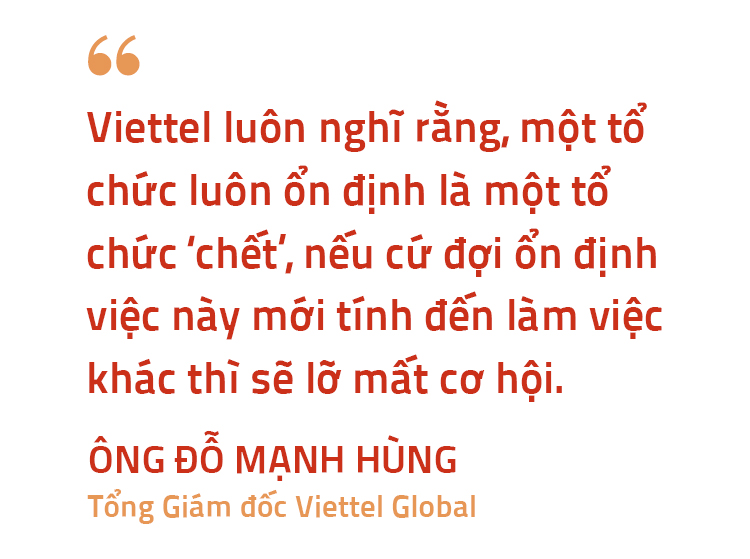 “
Viettel luôn nghĩ rằng, một tổ
chức luôn ổn định là một tổ
chức ‘chết’, nếu cứ đợi ổn định
việc này mới tính đến làm việc
khác thì sẽ lỡ mất cơ hội.
ÔNG ĐỖ MẠNH HÙNG
Tổng Giám đốc Viettel Global